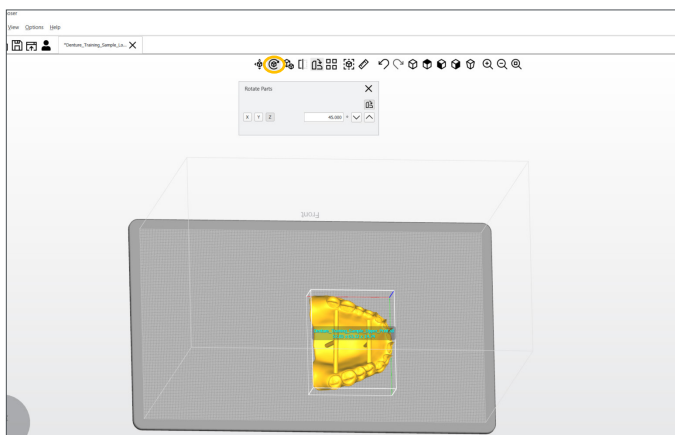 View Options Help
*Denture_Training_Sample_Lo...
Rotate Parts
X Y Z 45,000 °
Front